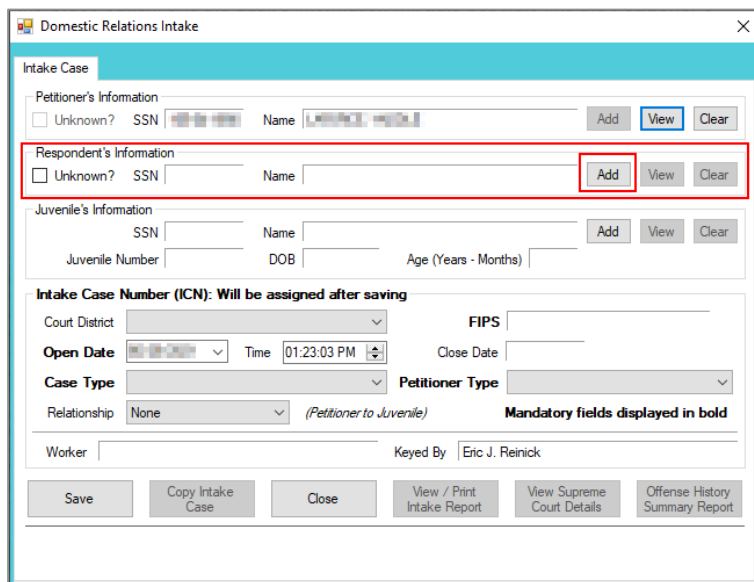 Domestic Relations Intake
Intake Case
Petitioner's Information
Unknown? SSN Name Add View Clear
Respondent's Information
Unknown? SSN Name Add View Clear
Juvenile's Information
SSN Name Add View Clear
Juvenile Number DOB Age (Years - Months)
Intake Case Number (ICN): Will be assigned after saving
Court District FIPS
Open Date Time 01:23:03 PM Close Date
Case Type Petitioner Type
Relationship None (Petitioner to Juvenile) Mandatory fields displayed in bold
Worker Keyed By Eric J. Reinick
Save Copy Intake Case Close View / Print Intake Report View Supreme Court Details Offense History Summary Report